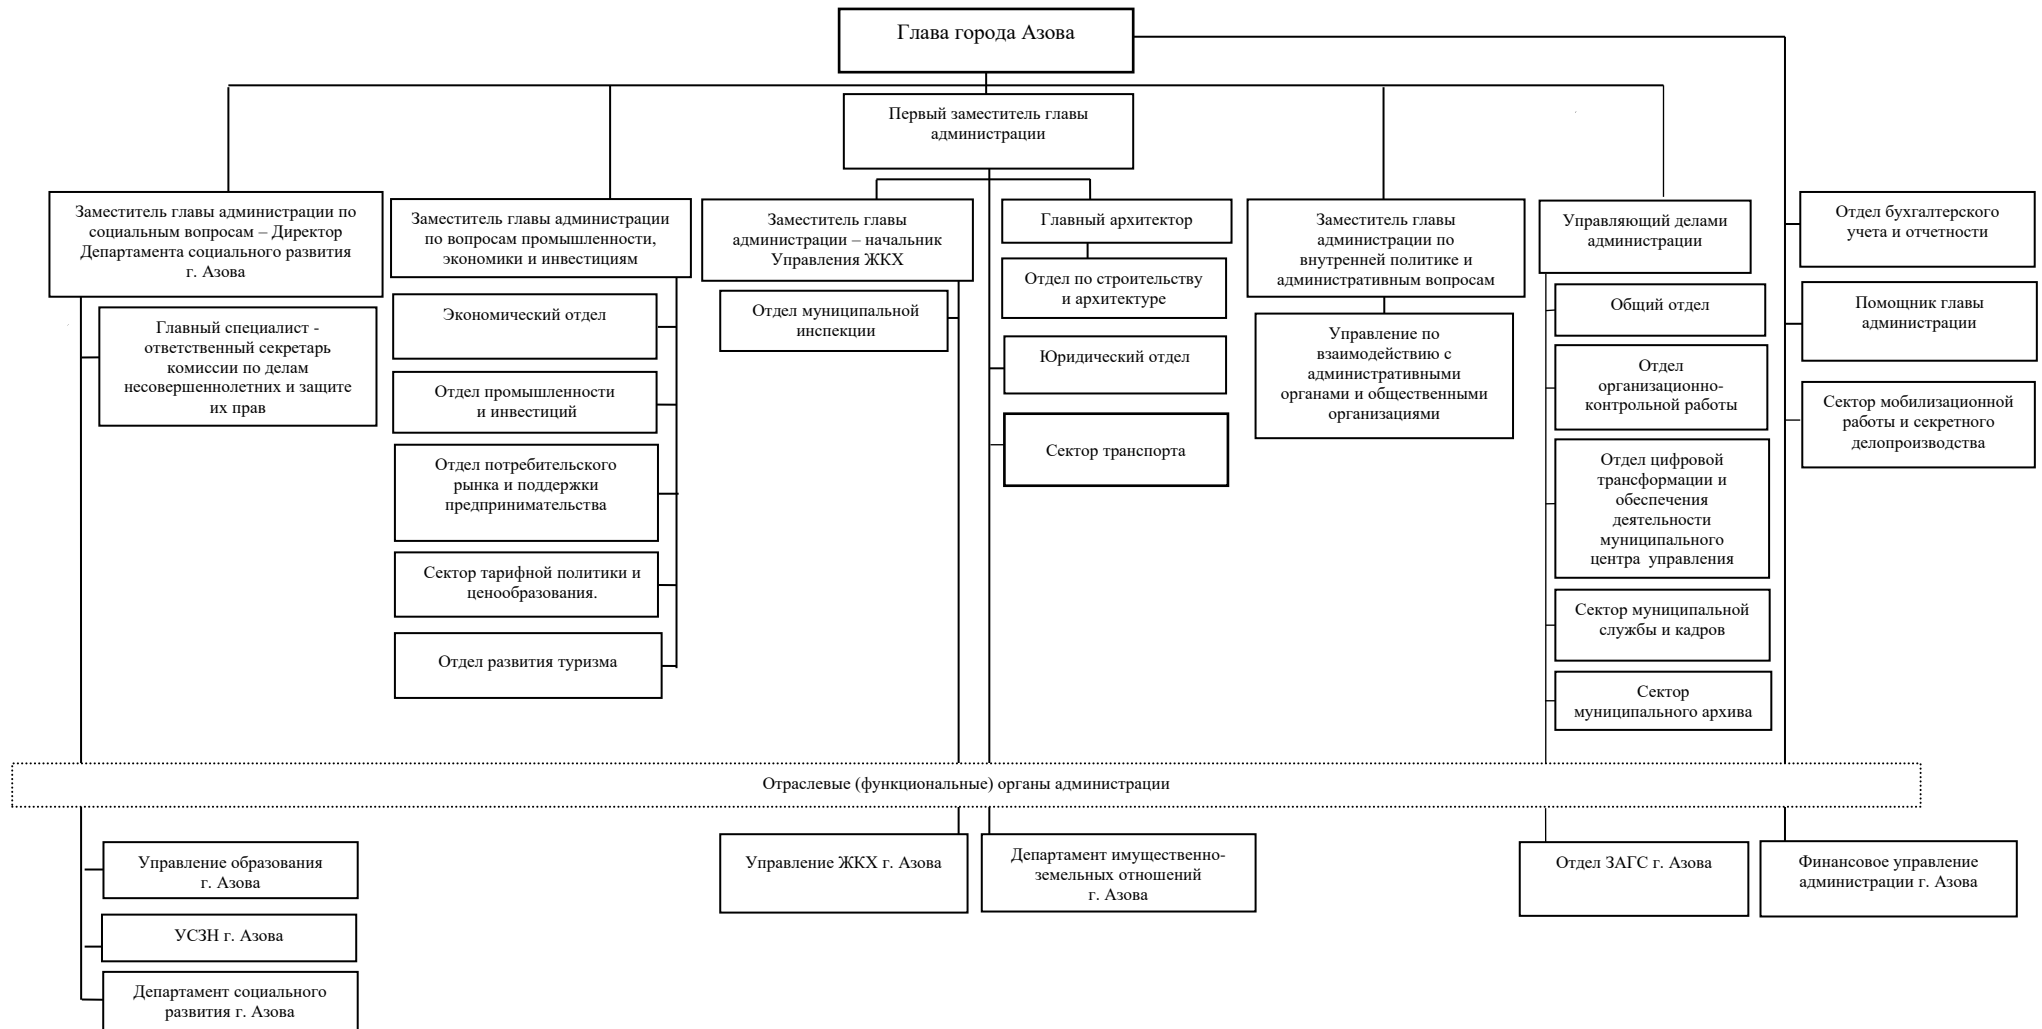 Глава города Азова
Первый заместитель главы
администрации
Заместитель главы администрации по
социальным вопросам – Директор
Департамента социального развития
г. Азова
Главный специалист -
ответственный секретарь
комиссии по делам
несовершеннолетних и защите
их прав
Заместитель главы администрации
по вопросам промышленности,
экономики и инвестициям
Экономический отдел
Отдел промышленности
и инвестиций
Отдел потребительского
рынка и поддержки
предпринимательства
Сектор тарифной политики и
ценообразования.
Отдел развития туризма
Заместитель главы
администрации – начальник
Управления ЖКХ
Отдел муниципальной
инспекции
Главный архитектор
Отдел по строительству
и архитектуре
Юридический отдел
Сектор транспорта
Заместитель главы
администрации по
внутренней политике и
административным вопросам
Управление по
взаимодействию с
административными
органами и общественными
организациями
Управляющий делами
администрации
Общий отдел
Отдел
организационно-
контрольной работы
Отдел цифровой
трансформации и
обеспечения
деятельности
муниципального
центра управления
Сектор муниципальной
службы и кадров
Сектор
муниципального архива
Отдел бухгалтерского
учета и отчетности
Помощник главы
администрации
Сектор мобилизационной
работы и секретного
делопроизводства
Отраслевые (функциональные) органы администрации
Управление образования
г. Азова
УСЗН г. Азова
Департамент социального
развития г. Азова
Управление ЖКХ г. Азова
Департамент имущественно-
земельных отношений
г. Азова
Отдел ЗАГС г. Азова
Финансовое управление
администрации г. Азова